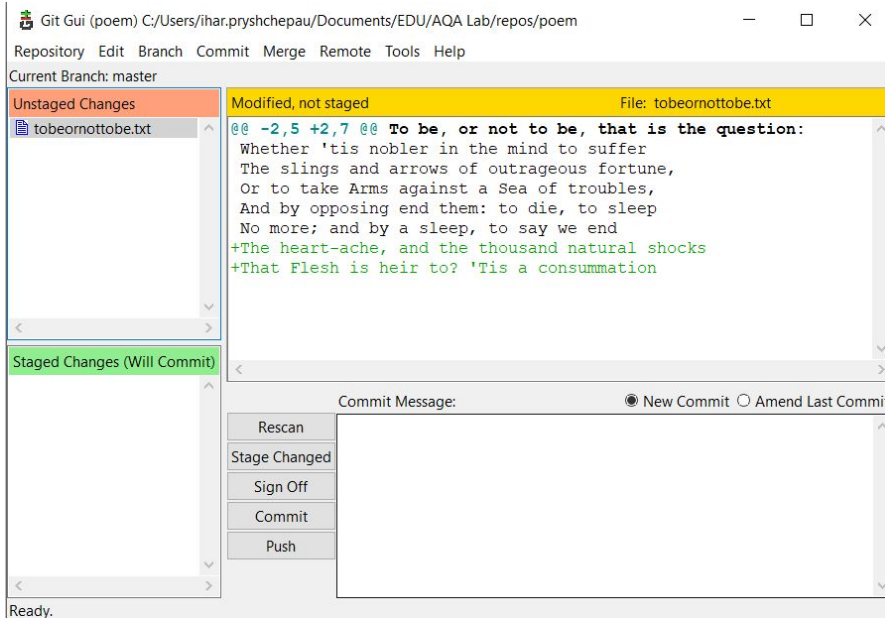 Git Gui (poem) C:/Users/ihar.pryshchepau/Documents/EDU/AQA Lab/repos/poem
Repository Edit Branch Commit Merge Remote Tools Help
Current Branch: master
Unstaged Changes
tobeornottobe.txt
Staged Changes (Will Commit)
Modified, not staged File: tobeornottobe.txt
@@ -2,5 +2,7 @@ To be, or not to be, that is the question:
Whether 'tis nobler in the mind to suffer
The slings and arrows of outrageous fortune,
Or to take Arms against a Sea of troubles,
And by opposing end them: to die, to sleep
No more; and by a sleep, to say we end
+The heart-ache, and the thousand natural shocks
+That Flesh is heir to? 'Tis a consummation
Commit Message: New Commit Amend Last Commi
Rescan
Stage Changed
Sign Off
Commit
Push
Ready.